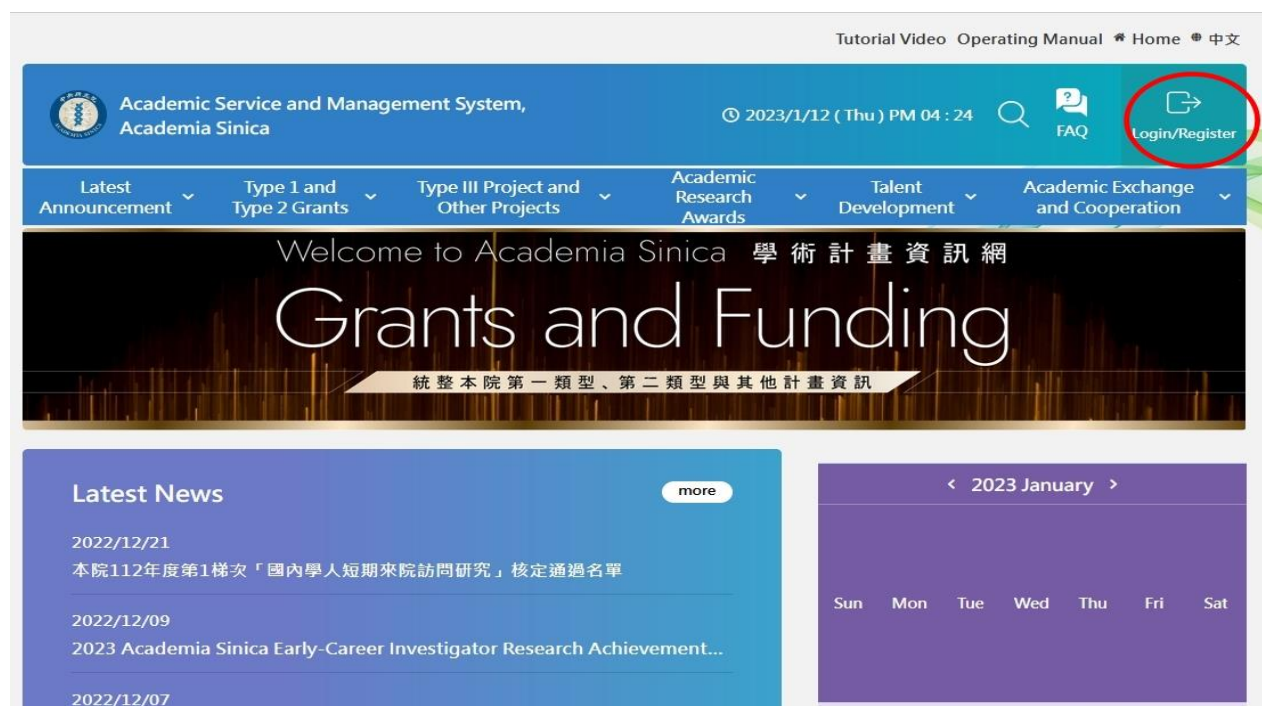 Tutorial Video Operating Manual Home 中文
Academic Service and Management System,
Academia Sinica
2023/1/12 ( Thu ) PM 04 : 24
?
FAQ
Login/Register
Latest
Announcement
Type 1 and
Type 2 Grants
Type III Project and
Other Projects
Academic
Research
Awards
Talent
Development
Academic Exchange
and Cooperation
Welcome to Academia Sinica 學術計畫資訊網
Grants and Funding
統整本院第一類型、第二類型與其他計畫資訊
Latest News
more
2022/12/21
本院112年度第1梯次「國內學人短期來院訪問研究」核定通過名單
2022/12/09
2023 Academia Sinica Early-Career Investigator Research Achievement...
2022/12/07
< 2023 January >
Sun Mon Tue Wed Thu Fri Sat